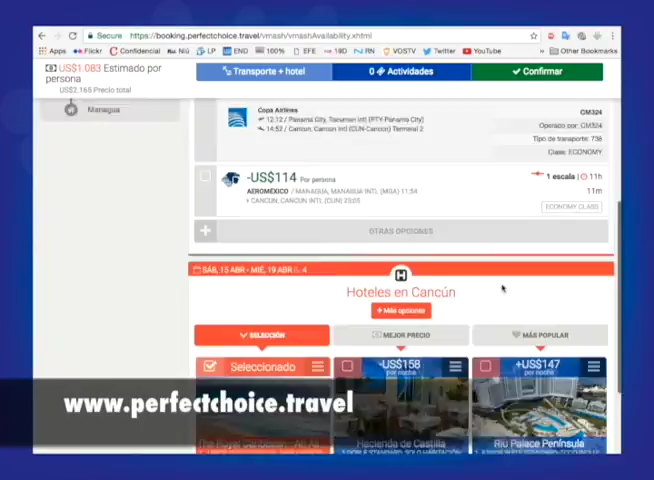 Secure https://booking.perfectchoice.travel/vmash/vmashAvailability.xhtml
Apps Flickr Confidencial Niú LP END 100% EFE 19D RN VOSTV Twitter YouTube » Other Bookmarks
US$1.083 Estimado por persona
US$2.165 Precio total
Transporte + hotel
0 Actividades
Confirmar
Managua
Copa Airlines
12:12 / Panama City, Tocumen Intl (PTY-Panama City)
14:52 / Cancun, Cancun Intl (CUN-Cancun) Terminal 2
CM324
Operado por: CM324
Tipo de transporte: 738
Clase: ECONOMY
-US$114 Por persona
AEROMÉXICO / MANAGUA, MANAGUA INTL (MGA) 11:54
CANCUN, CANCUN INTL (CUN) 23:05
1 escala | 11h
11m
ECONOMY CLASS
+ OTRAS OPCIONES
SÁB, 15 ABR - MIÉ, 19 ABR 4
H
Hoteles en Cancún
+ Más opciones
SELECCIÓN
MEJOR PRECIO
MÁS POPULAR
Seleccionado
-US$158
por noche
+US$147
por noche
The Royal Caribbean
Hacienda de Castilla
Riu Palace Península
www.perfectchoice.travel